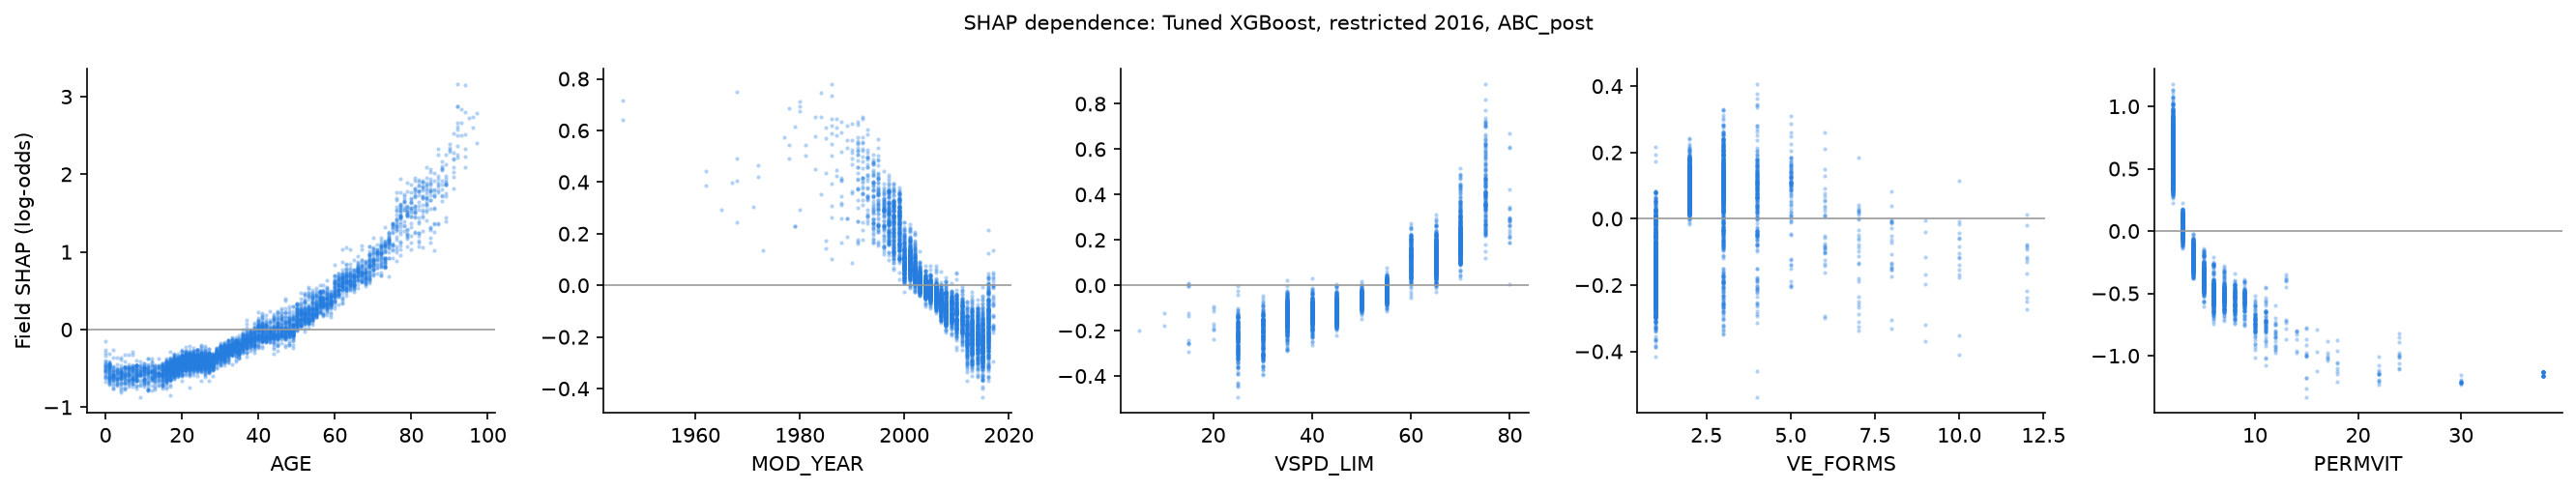 SHAP dependence: Tuned XGBoost, restricted 2016, ABC_post
Field SHAP (log-odds)
3
2
1
0
−1
0 20 40 60 80 100
AGE
0.8
0.6
0.4
0.2
0.0
−0.2
−0.4
1960 1980 2000 2020
MOD_YEAR
0.8
0.6
0.4
0.2
0.0
−0.2
−0.4
20 40 60 80
VSPD_LIM
0.4
0.2
0.0
−0.2
−0.4
2.5 5.0 7.5 10.0 12.5
VE_FORMS
1.0
0.5
0.0
−0.5
−1.0
10 20 30
PERMVIT